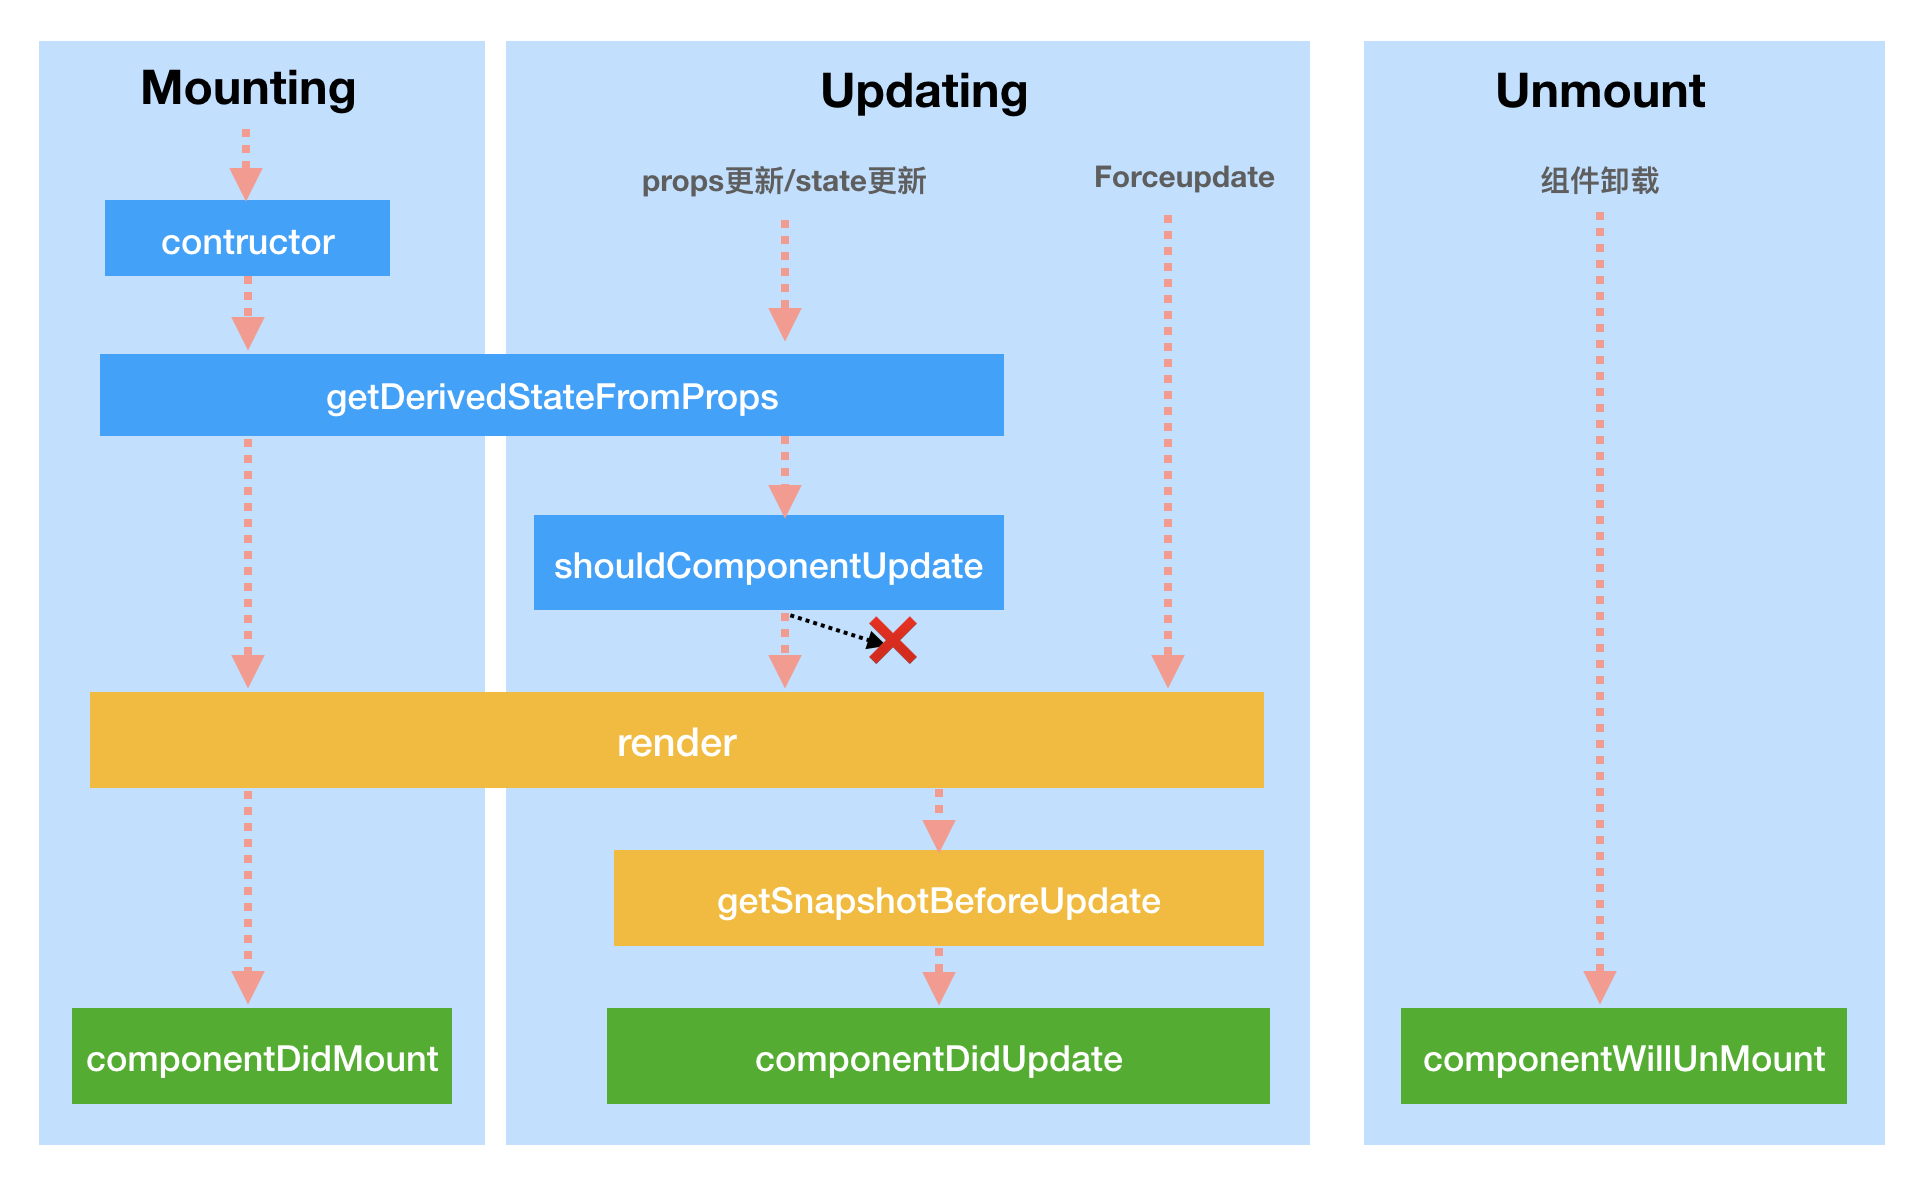 Mounting
Updating
Unmount
props更新/state更新
Forceupdate
组件卸载
contructor
getDerivedStateFromProps
shouldComponentUpdate
render
getSnapshotBeforeUpdate
componentDidMount
componentDidUpdate
componentWillUnMount